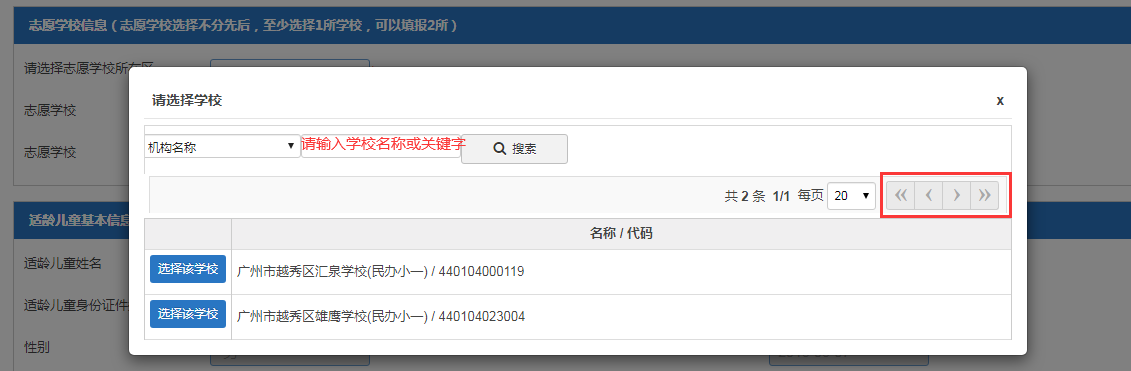 志愿学校信息（志愿学校选择不分先后，至少选择1所学校，可以填报2所）
请选择志愿学校所在区
志愿学校
志愿学校
请选择学校 x
机构名称 请输入学校名称或关键字 搜索
共 2 条 1/1 每页 20
名称 / 代码
选择该学校 广州市越秀区汇泉学校(民办小一) / 440104000119
选择该学校 广州市越秀区雄鹰学校(民办小一) / 440104023004
适龄儿童基本信息
适龄儿童姓名
适龄儿童身份证件
性别